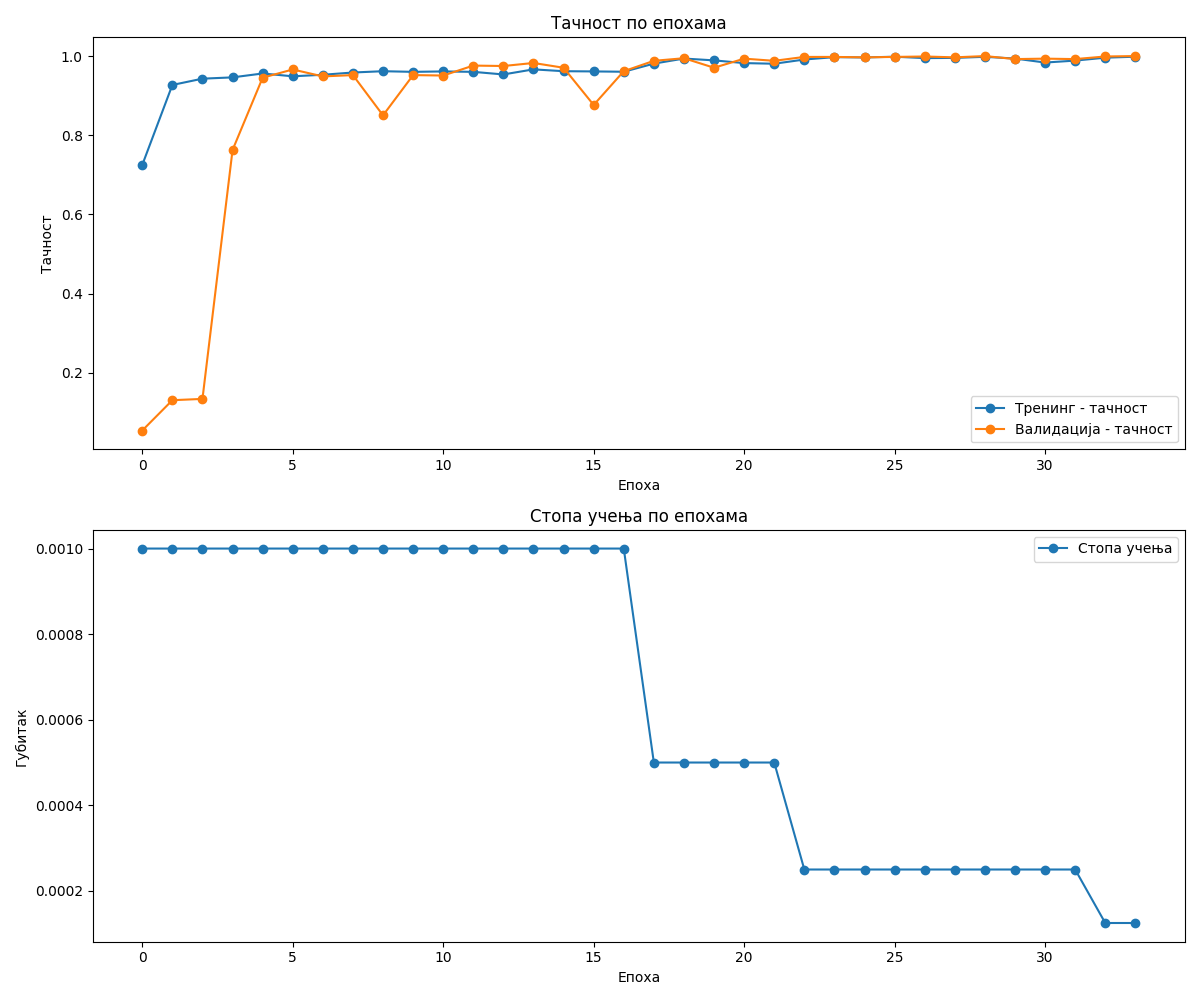 Тачност по епохама
1.0
0.8
0.6
0.4
0.2
Тачност
Тренинг - тачност
Валидација - тачност
0 5 10 15 20 25 30
Епоха
Стопа учења по епохама
0.0010
0.0008
0.0006
0.0004
0.0002
Губитак
Стопа учења
0 5 10 15 20 25 30
Епоха